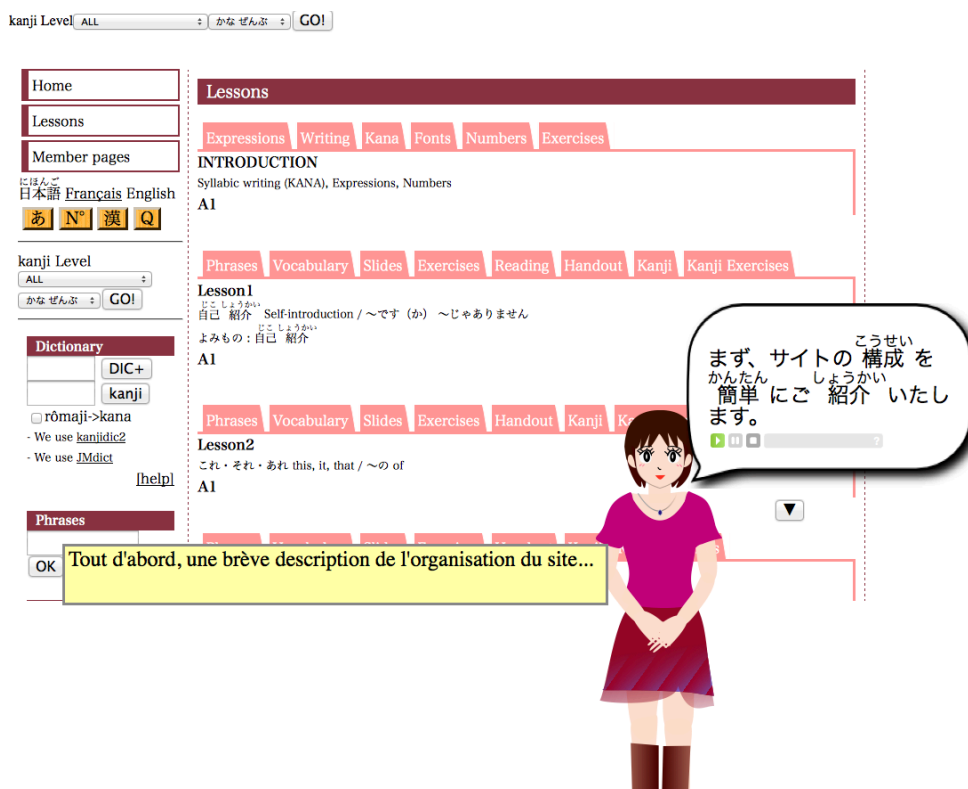 kanji Level ALL かな ぜんぶ GO!
Home
Lessons
Member pages
にほんご
日本語 Français English
あ N° 漢 Q
kanji Level
ALL
かな ぜんぶ GO!
Dictionary
DIC+
kanji
rômaji->kana
- We use kanjidic2
- We use JMdict
[help]
Phrases
OK
Lessons
Expressions Writing Kana Fonts Numbers Exercises
INTRODUCTION
Syllabic writing (KANA), Expressions, Numbers
A1
Phrases Vocabulary Slides Exercises Reading Handout Kanji Kanji Exercises
Lesson1
じこ しょうかい
自己 紹介 Self-introduction / ～です（か） ～じゃありません
じこ しょうかい
よみもの：自己 紹介
A1
Phrases Vocabulary Slides Exercises Handout Kanji
Lesson2
これ・それ・あれ this, it, that / ～の of
A1
こうせい
まず、サイトの 構成 を
かんたん しょうかい
簡単 にご 紹介 いたし
ます。
?
▼
Tout d'abord, une brève description de l'organisation du site...